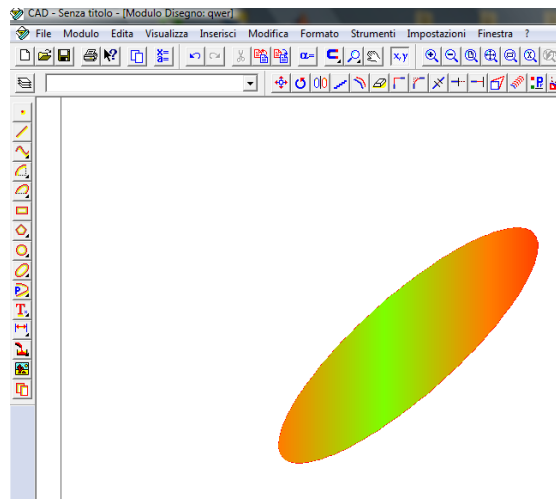 CAD - Senza titolo - [Modulo Disegno: qwer]
File Modulo Edita Visualizza Inserisci Modifica Formato Strumenti Impostazioni Finestra ?
x= a= α= x,y
P
P
T